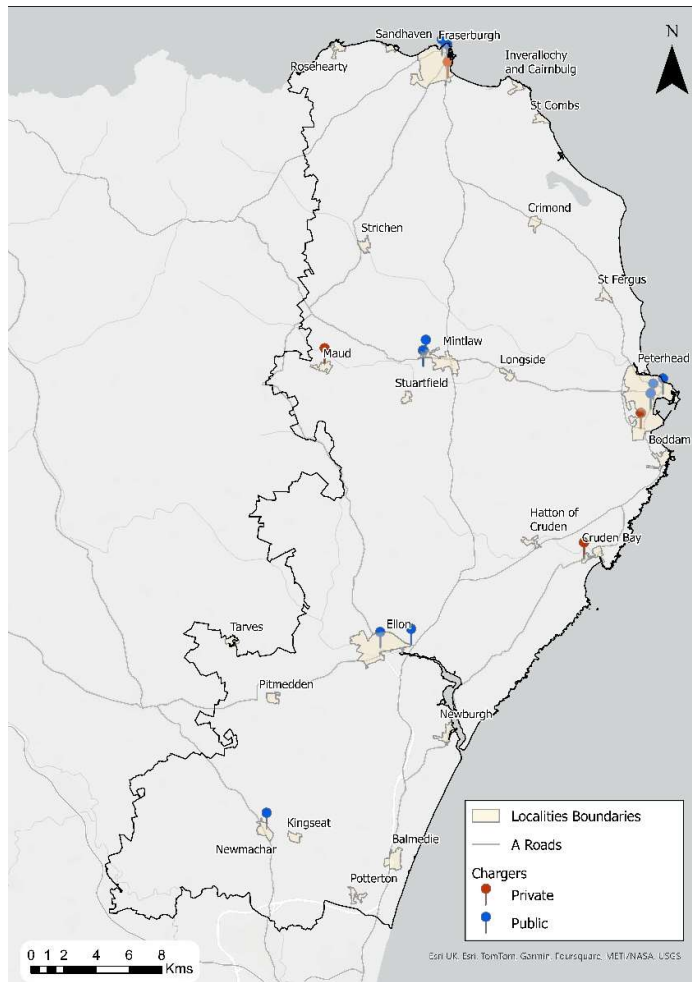 N
Sandhaven
Fraserburgh
Rosehearty
Inverallochy
and Cairnbulg
St Combs
Crimond
Strichen
St Fergus
Mintlaw
Maud
Longside
Peterhead
Stuartfield
Boddam
Hatton of
Cruden
Cruden Bay
Tarves
Ellon
Pitmedden
Newburgh
Kingseat
Newmachar
Balmedie
Potterton
Localities Boundaries
A Roads
Chargers
Private
Public
0 1 2 4 6 8
Kms
Esri UK, Esri, TomTom, Garmin, Foursquare, METI/NASA, USGS